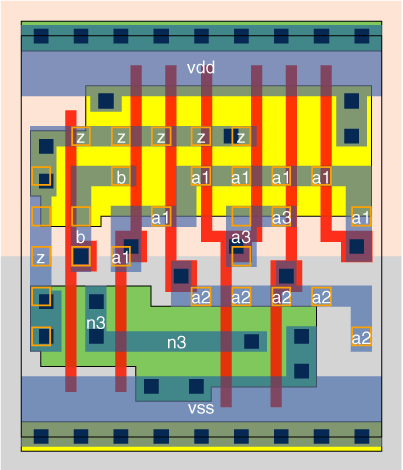 vdd
z z z z z
b a1 a1 a1 a1
a1 a3 a1
b a3
z a1
a2 a2 a2 a2
n3
n3 a2
vss